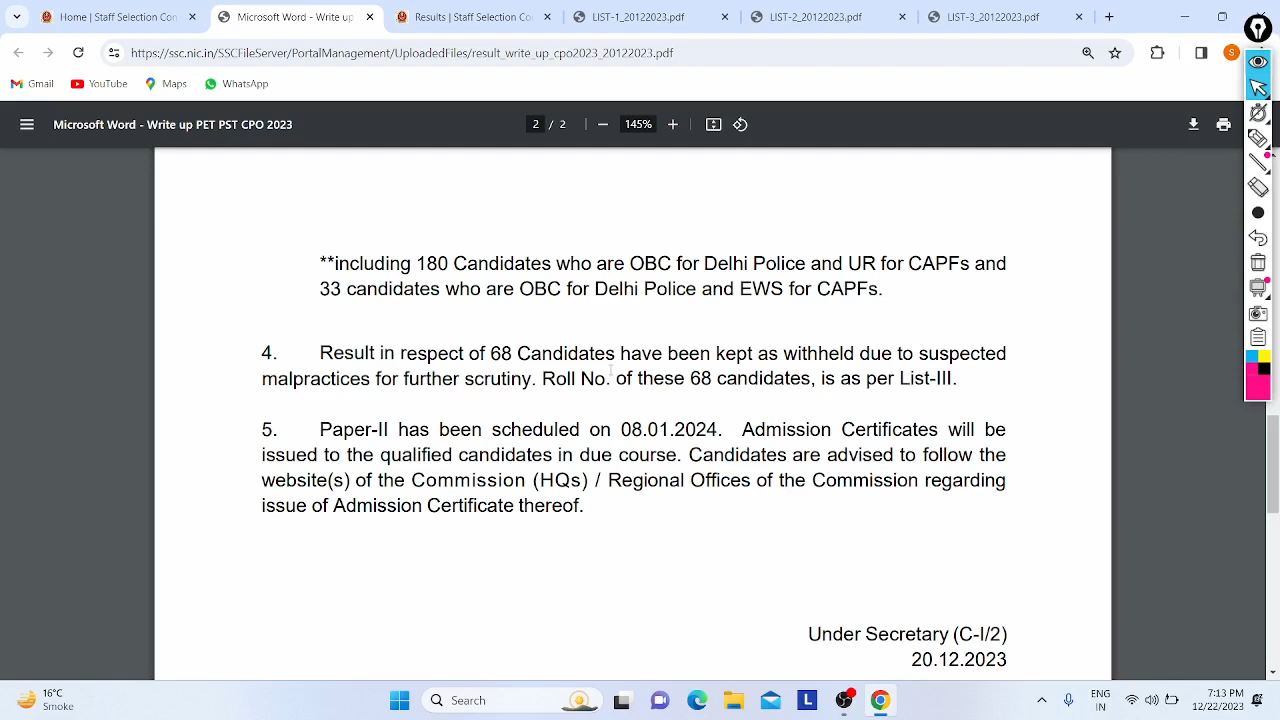 Home | Staff Selection Con
Microsoft Word - Write up
Results | Staff Selection Co
LIST-1_20122023.pdf
LIST-2_20122023.pdf
LIST-3_20122023.pdf
https://ssc.nic.in/SSCFileServer/PortalManagement/UploadedFiles/result_write_up_cpo2023_20122023.pdf
S
Gmail
YouTube
Maps
WhatsApp
Microsoft Word - Write up PET PST CPO 2023
2 / 2
145%
**including 180 Candidates who are OBC for Delhi Police and UR for CAPFs and
33 candidates who are OBC for Delhi Police and EWS for CAPFs.
4. Result in respect of 68 Candidates have been kept as withheld due to suspected
malpractices for further scrutiny. Roll No. of these 68 candidates, is as per List-III.
5. Paper-II has been scheduled on 08.01.2024. Admission Certificates will be
issued to the qualified candidates in due course. Candidates are advised to follow the
website(s) of the Commission (HQs) / Regional Offices of the Commission regarding
issue of Admission Certificate thereof.
Under Secretary (C-I/2)
20.12.2023
16°C
Smoke
Search
L
ENG
IN
7:13 PM
12/22/2023